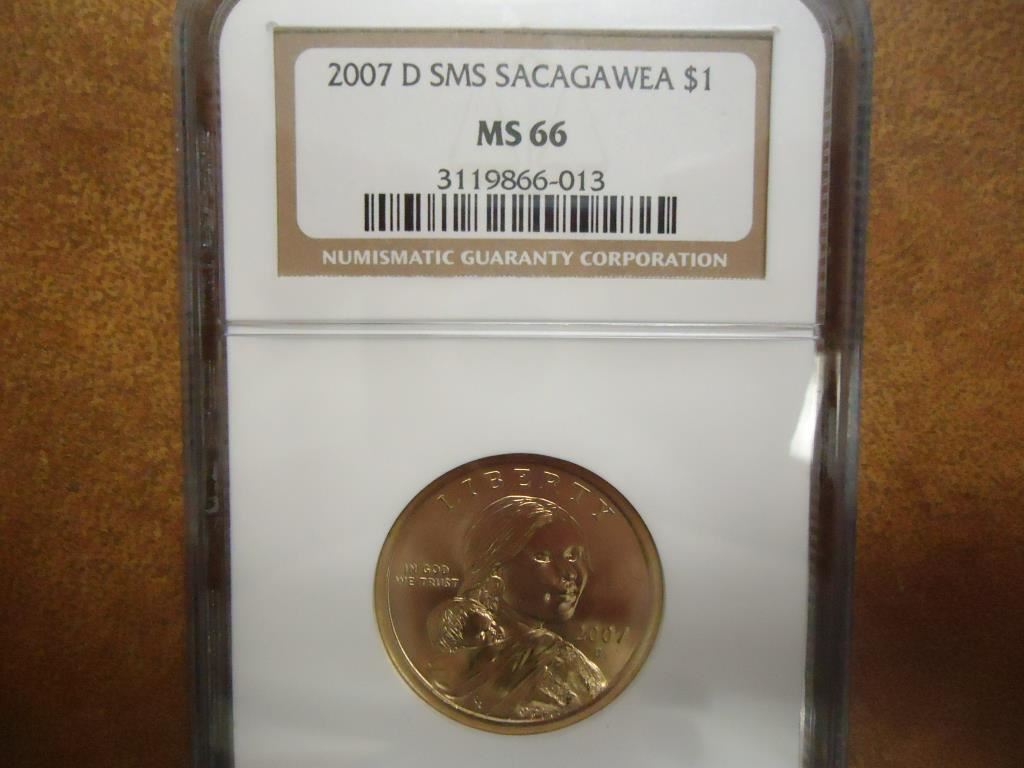 2007 D SMS SACAGAWEA $1
MS 66
3119866-013
NUMISMATIC GUARANTY CORPORATION
LIBERTY
IN GOD
WE TRUST
2007